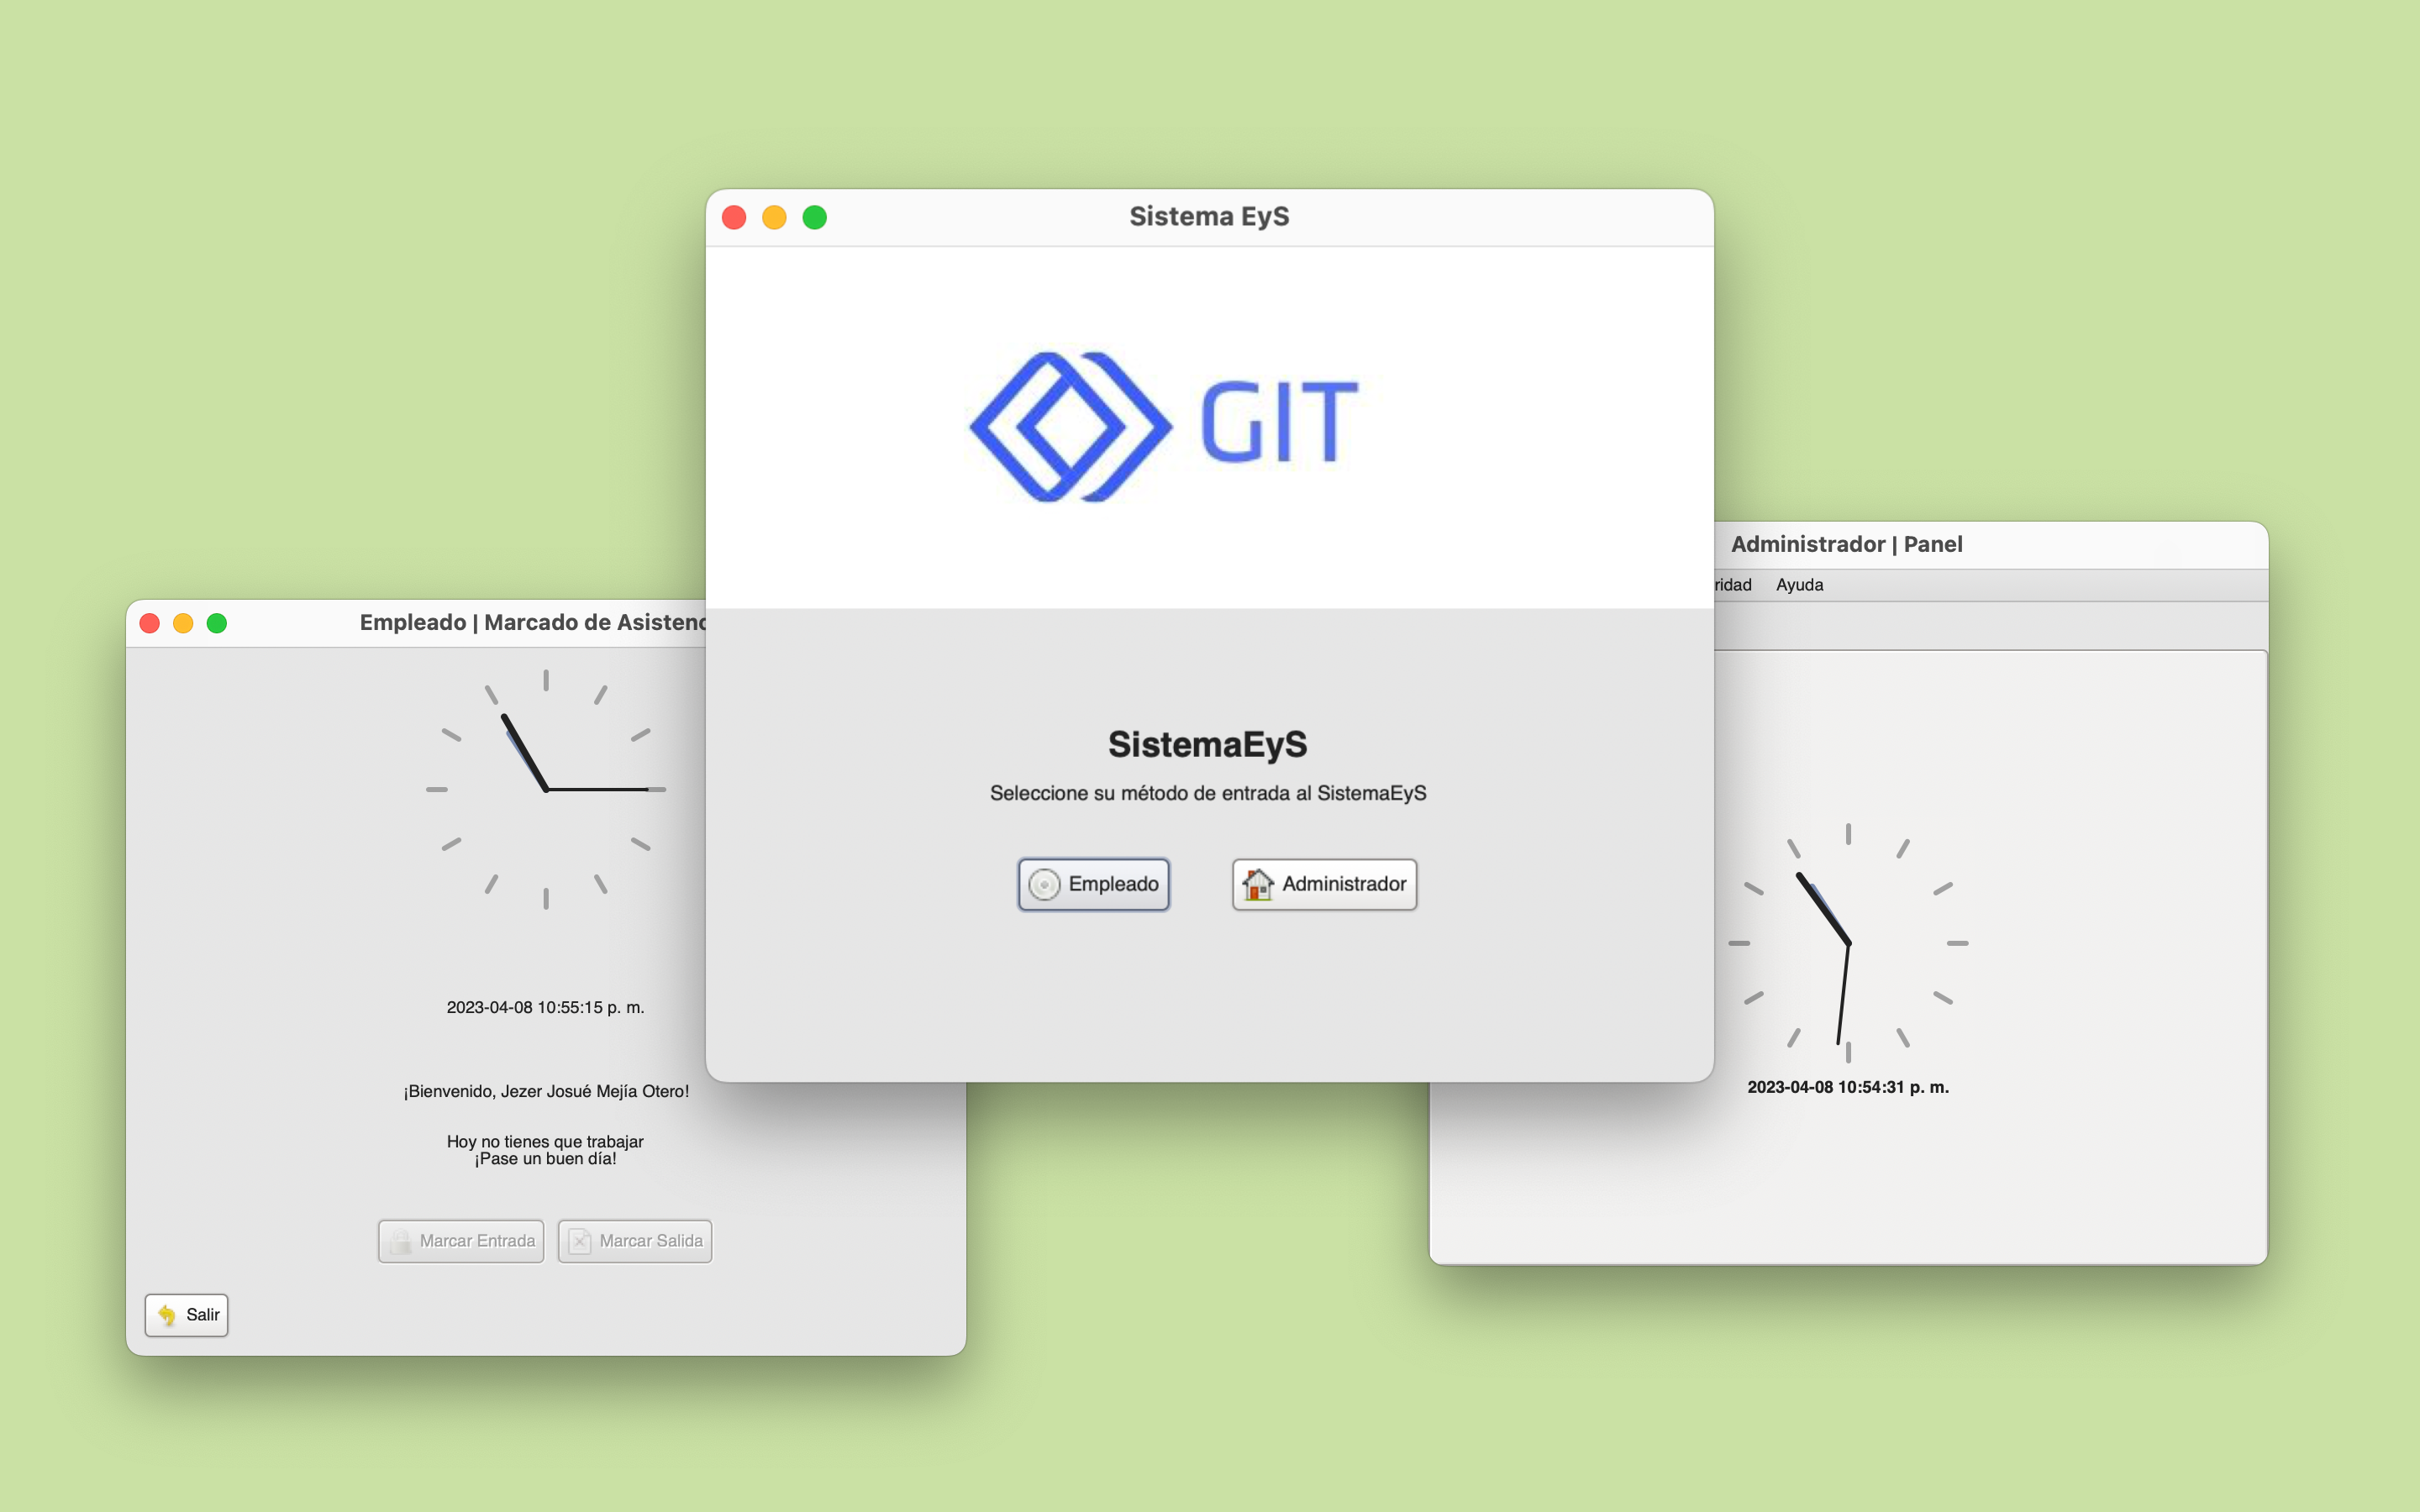 Sistema EyS
GIT
SistemaEyS
Seleccione su método de entrada al SistemaEyS
Empleado
Administrador
Empleado | Marcado de Asistenc
2023-04-08 10:55:15 p. m.
¡Bienvenido, Jezer Josué Mejía Otero!
Hoy no tienes que trabajar
¡Pase un buen día!
Marcar Entrada
Marcar Salida
Salir
Administrador | Panel
ridad Ayuda
2023-04-08 10:54:31 p. m.